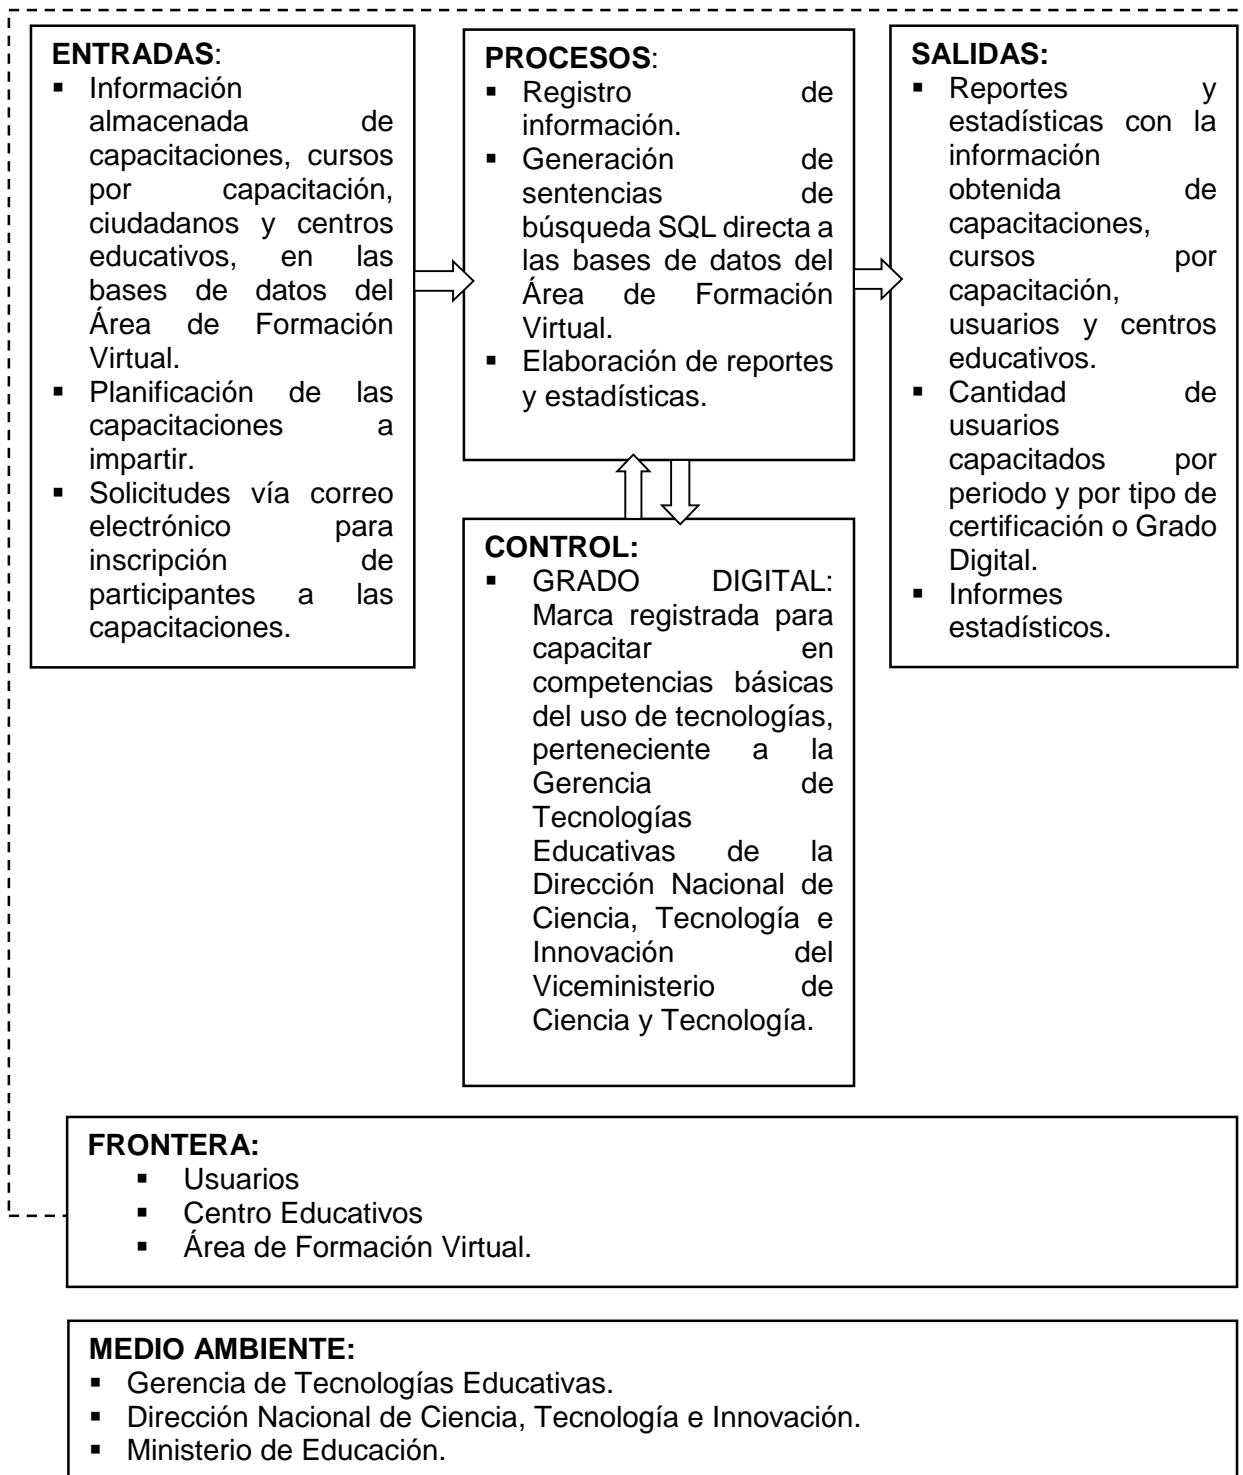 ENTRADAS:
▪ Información
almacenada de
capacitaciones, cursos
por capacitación,
ciudadanos y centros
educativos, en las
bases de datos del
Área de Formación
Virtual.
▪ Planificación de las
capacitaciones a
impartir.
▪ Solicitudes vía correo
electrónico para
inscripción de
participantes a las
capacitaciones.
PROCESOS:
▪ Registro de
información.
▪ Generación de
sentencias de
búsqueda SQL directa a
las bases de datos del
Área de Formación
Virtual.
▪ Elaboración de reportes
y estadísticas.
SALIDAS:
▪ Reportes y
estadísticas con la
información
obtenida de
capacitaciones,
cursos por
capacitación,
usuarios y centros
educativos.
▪ Cantidad de
usuarios
capacitados por
periodo y por tipo de
certificación o Grado
Digital.
▪ Informes
estadísticos.
CONTROL:
▪ GRADO DIGITAL:
Marca registrada para
capacitar en
competencias básicas
del uso de tecnologías,
perteneciente a la
Gerencia de
Tecnologías
Educativas de la
Dirección Nacional de
Ciencia, Tecnología e
Innovación del
Viceministerio de
Ciencia y Tecnología.
FRONTERA:
▪ Usuarios
▪ Centro Educativos
▪ Área de Formación Virtual.
MEDIO AMBIENTE:
▪ Gerencia de Tecnologías Educativas.
▪ Dirección Nacional de Ciencia, Tecnología e Innovación.
▪ Ministerio de Educación.